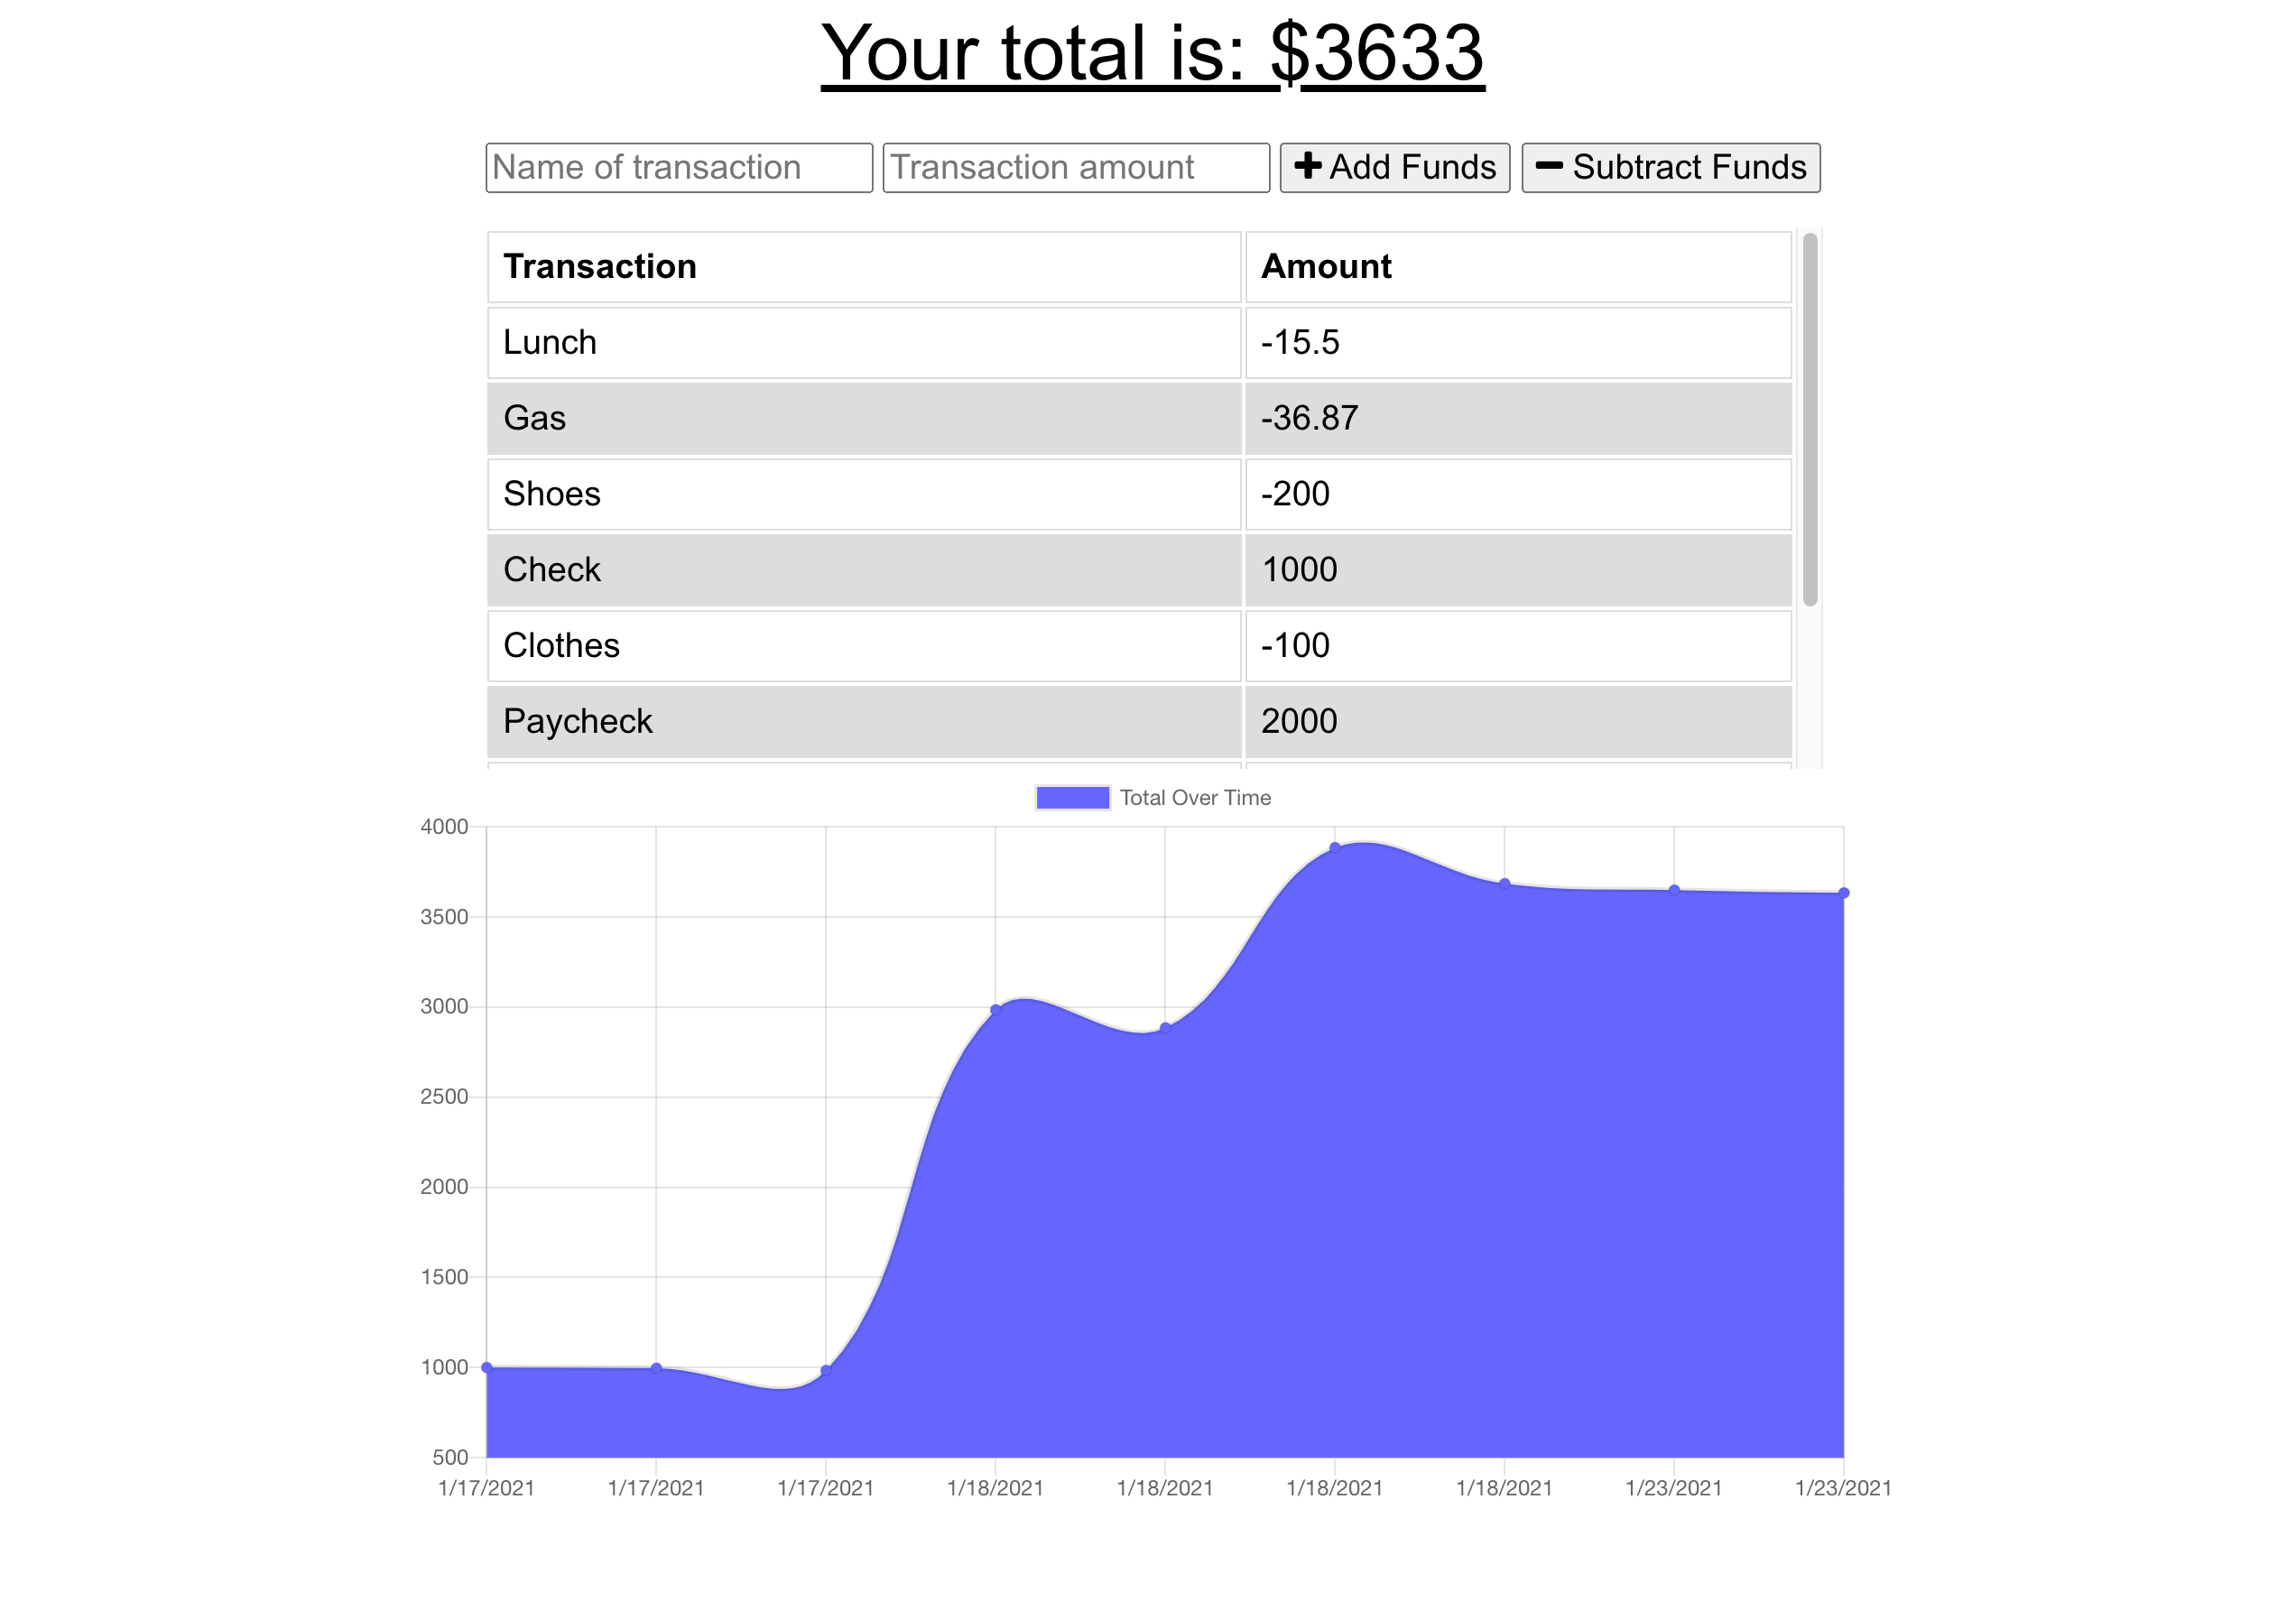 Your total is: $3633
Name of transaction Transaction amount Add Funds Subtract Funds
Transaction Amount
Lunch -15.5
Gas -36.87
Shoes -200
Check 1000
Clothes -100
Paycheck 2000
Total Over Time
4000
3500
3000
2500
2000
1500
1000
500
1/17/2021 1/17/2021 1/17/2021 1/18/2021 1/18/2021 1/18/2021 1/18/2021 1/23/2021 1/23/2021